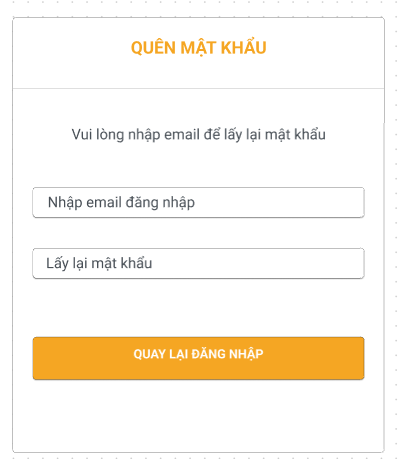 QUÊN MẬT KHẨU
Vui lòng nhập email để lấy lại mật khẩu
Nhập email đăng nhập
Lấy lại mật khẩu
QUAY LẠI ĐĂNG NHẬP